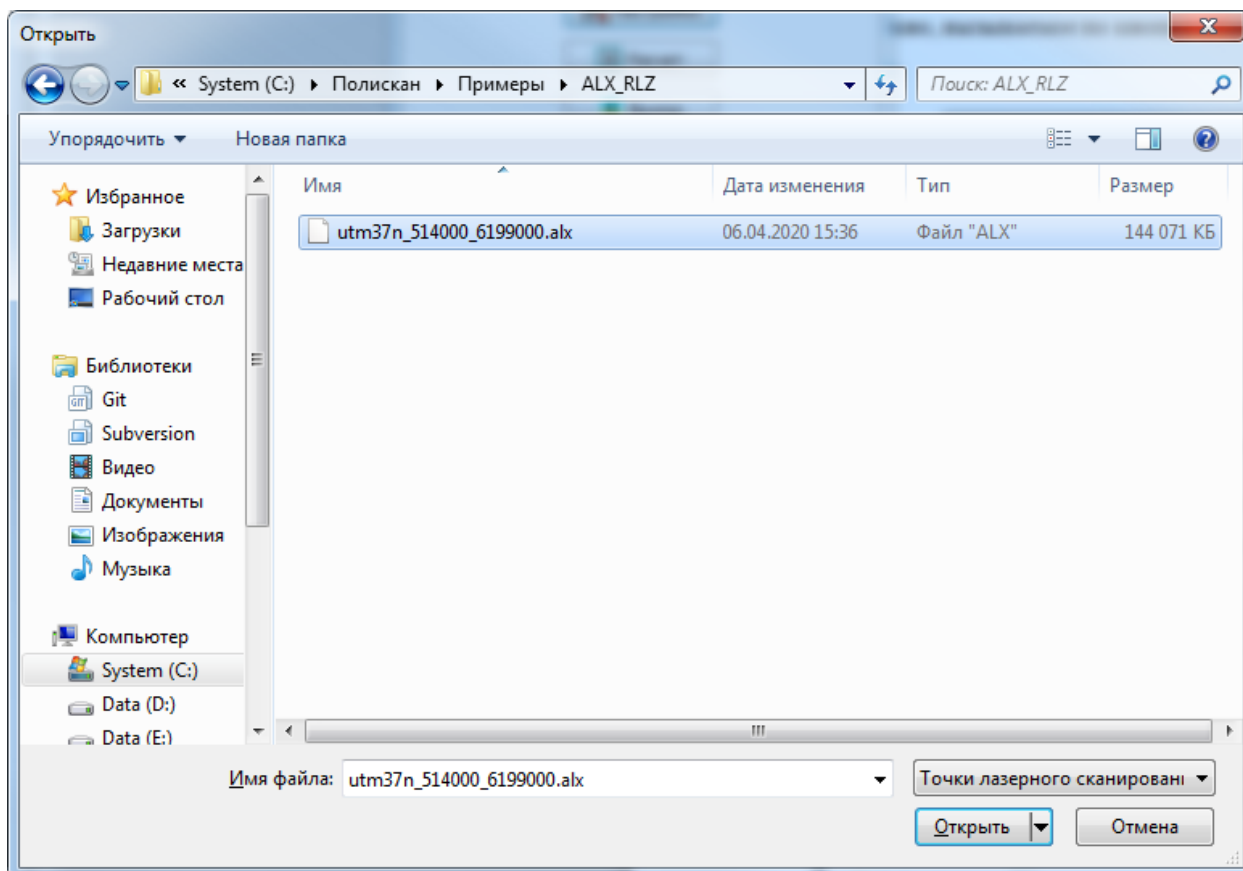 Открыть
« System (C:) Полискан Примеры ALX_RLZ
Поиск: ALX_RLZ
Упорядочить Новая папка
Имя Дата изменения Тип Размер
utm37n_514000_6199000.alx 06.04.2020 15:36 Файл "ALX" 144 071 КБ
Избранное
Загрузки
Недавние места
Рабочий стол
Библиотеки
Git
Subversion
Видео
Документы
Изображения
Музыка
Компьютер
System (C:)
Data (D:)
Data (E:)
Имя файла: utm37n_514000_6199000.alx
Точки лазерного
Открыть Отмена